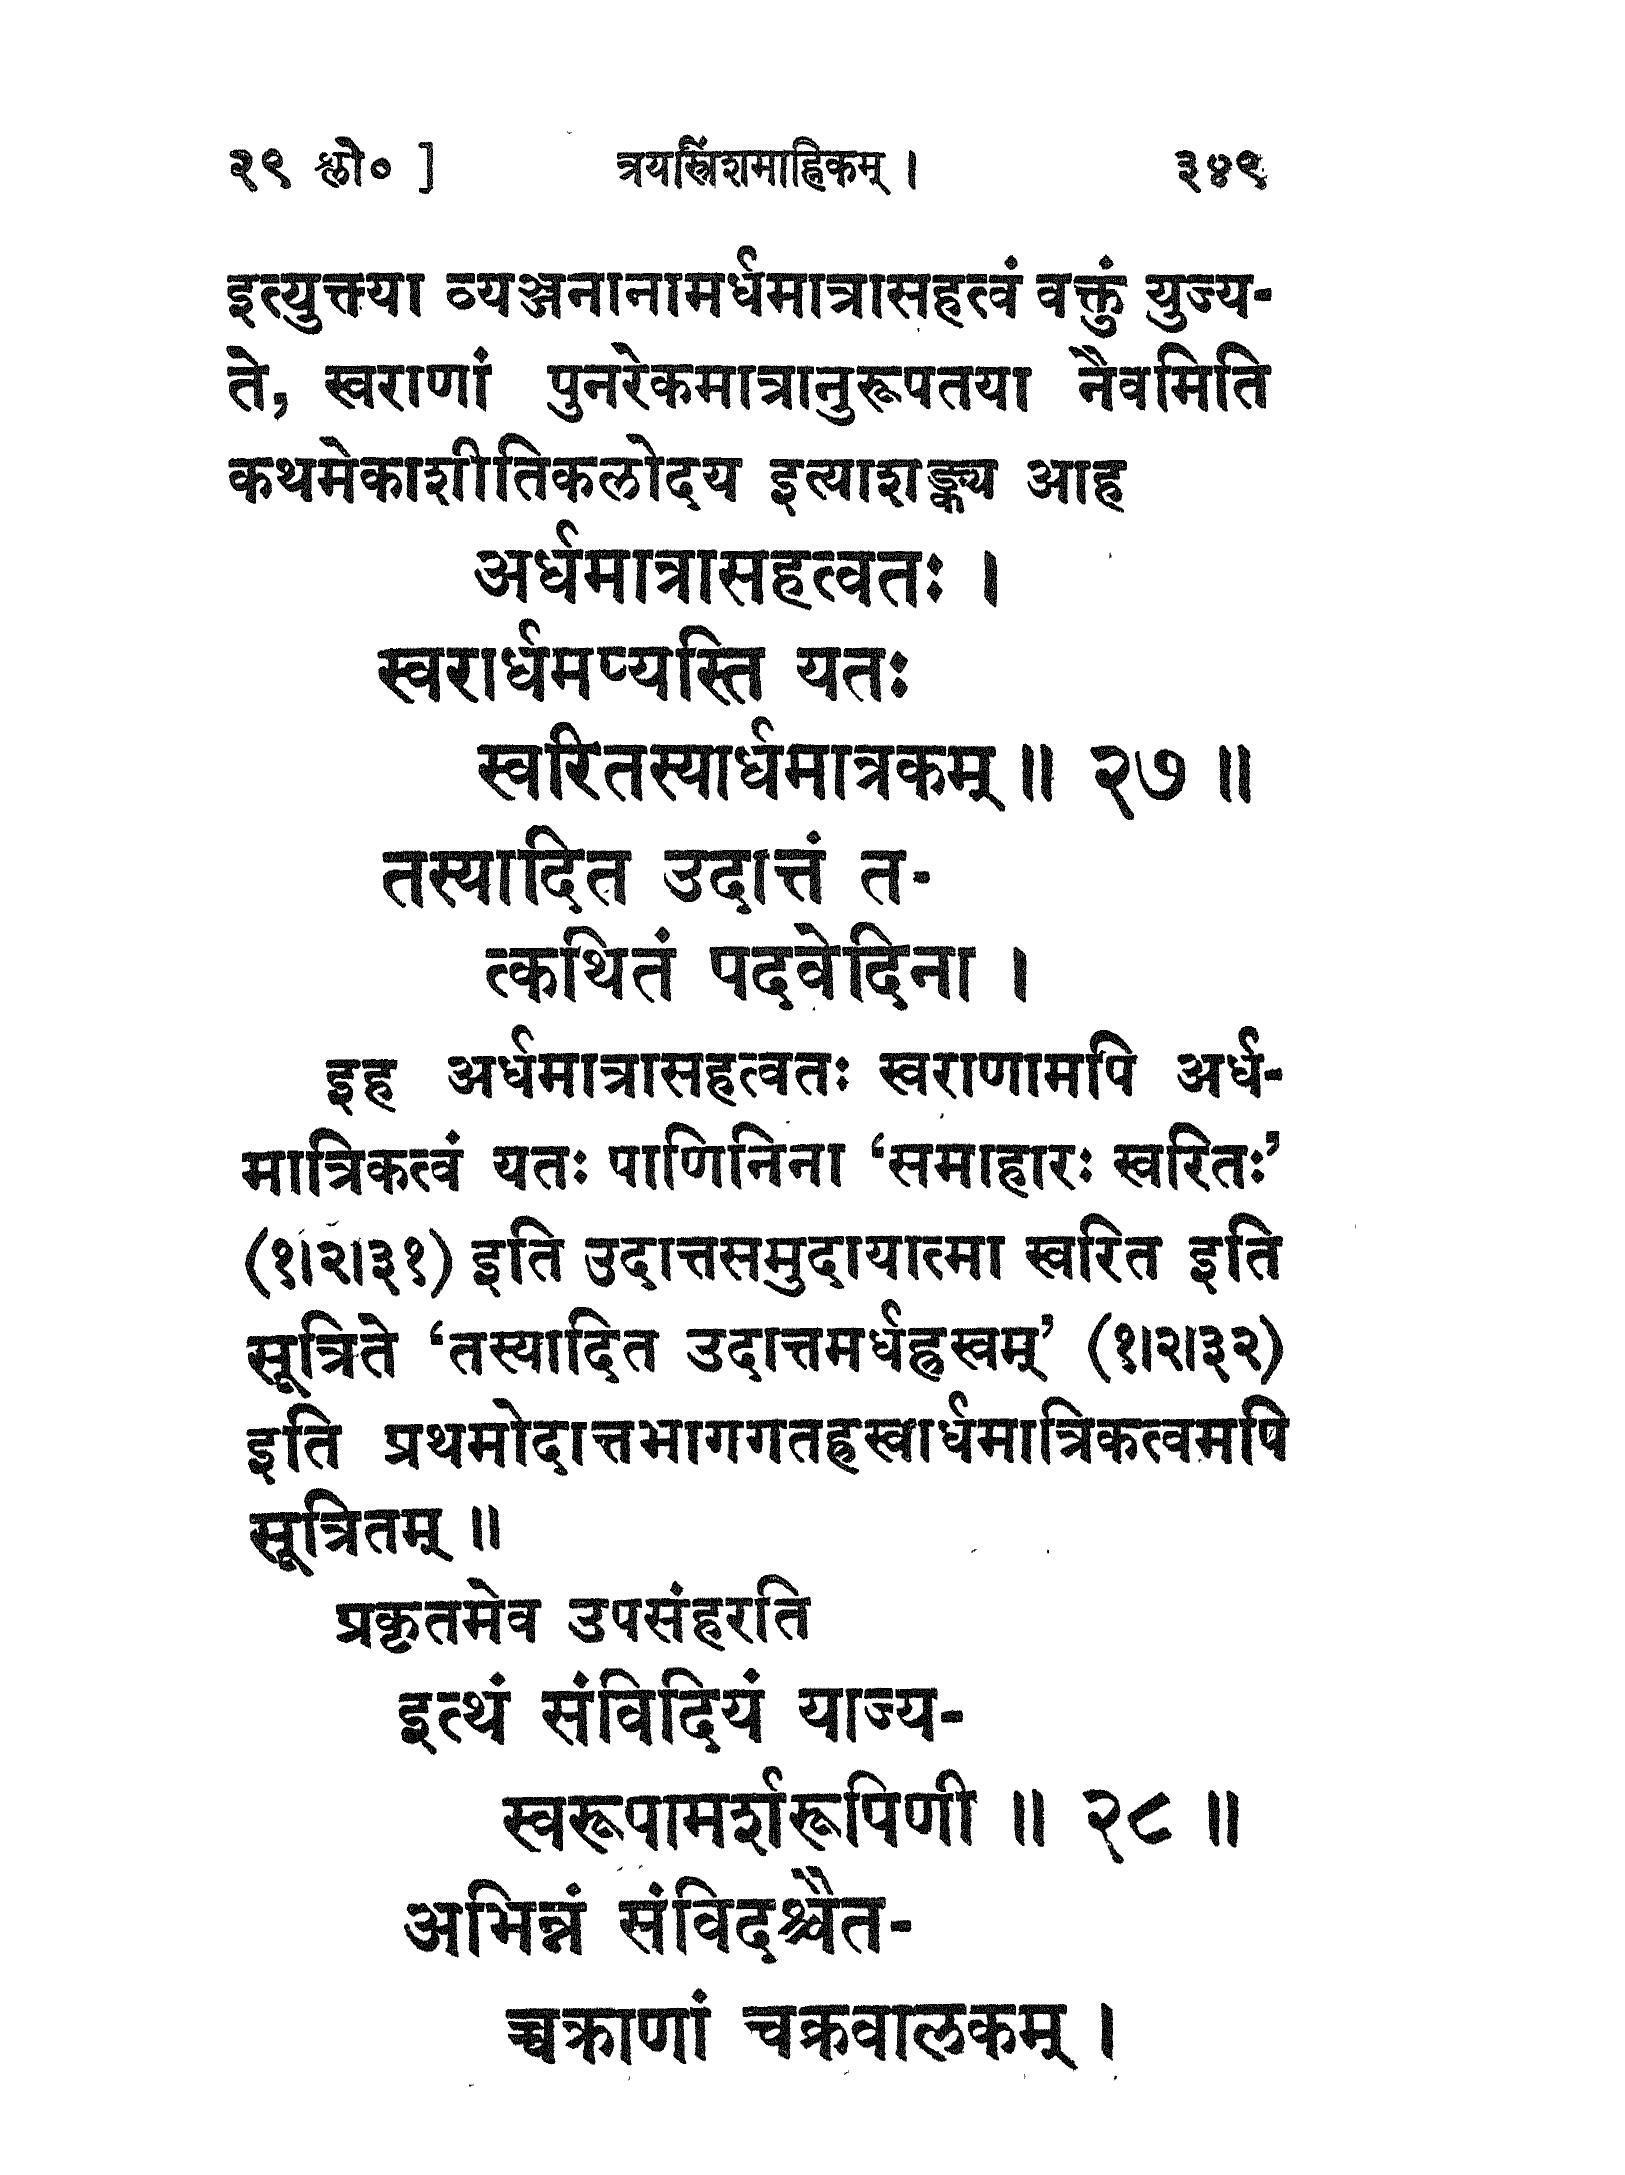 २९ श्लो० ] त्रयस्त्रिंशमाह्निकम् । ३४९
इत्युक्तया व्यञ्जनानामर्धमात्रासहत्वं वक्तुं युज्य-
ते, स्वराणां पुनरेकमात्रानुरूपतया नैवमिति
कथमेकाशीतिकलोदय इत्याशङ्क्य आह
अर्धमात्रासहत्वतः ।
स्वरार्धमप्यस्ति यतः
स्वरितस्यार्धमात्रकम् ॥ २७ ॥
तस्यादित उदात्तं त-
त्कथितं पदवेदिना ।
इह अर्धमात्रासहत्वतः स्वराणामपि अर्ध-
मात्रिकत्वं यतः पाणिनिना ‘समाहारः स्वरितः’
(१।२।३१) इति उदात्तसमुदायात्मा स्वरित इति
सूत्रिते ‘तस्यादित उदात्तमर्धह्रस्वम्’ (१।२।३२)
इति प्रथमोदात्तभागगतह्रस्वार्धमात्रिकत्वमपि
सूत्रितम् ॥
प्रकृतमेव उपसंहरति
इत्थं संविदियं याज्य-
स्वरूपामर्शरूपिणी ॥ २८ ॥
अभिन्नं संविदश्चैत-
च्चक्राणां चक्रवालकम् ।